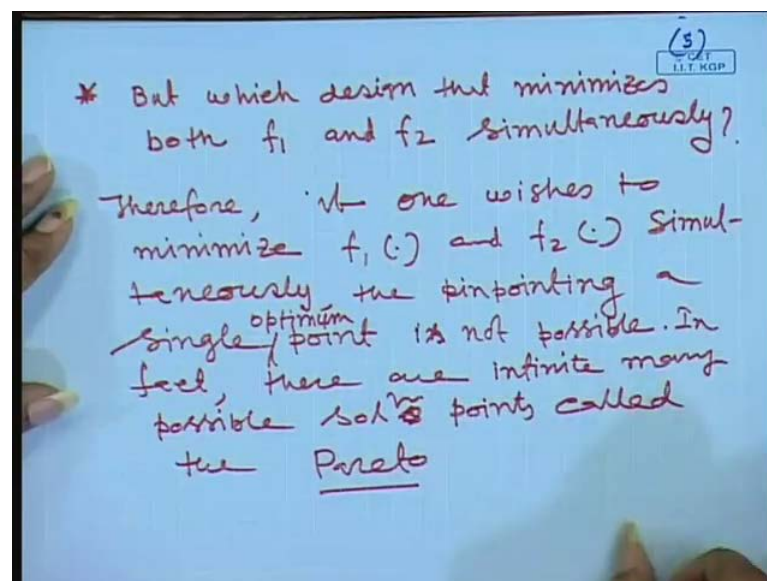 (5)
CET
I.I.T. KGP
* But which design that minimizes
both f₁ and f₂ simultaneously?
Therefore, if one wishes to
minimize f₁(·) and f₂(·) simul-
teneously the pinpointing a
single optimum point is not possible. In
fact, there are infinite many
possible solⁿs points called
the Pareto